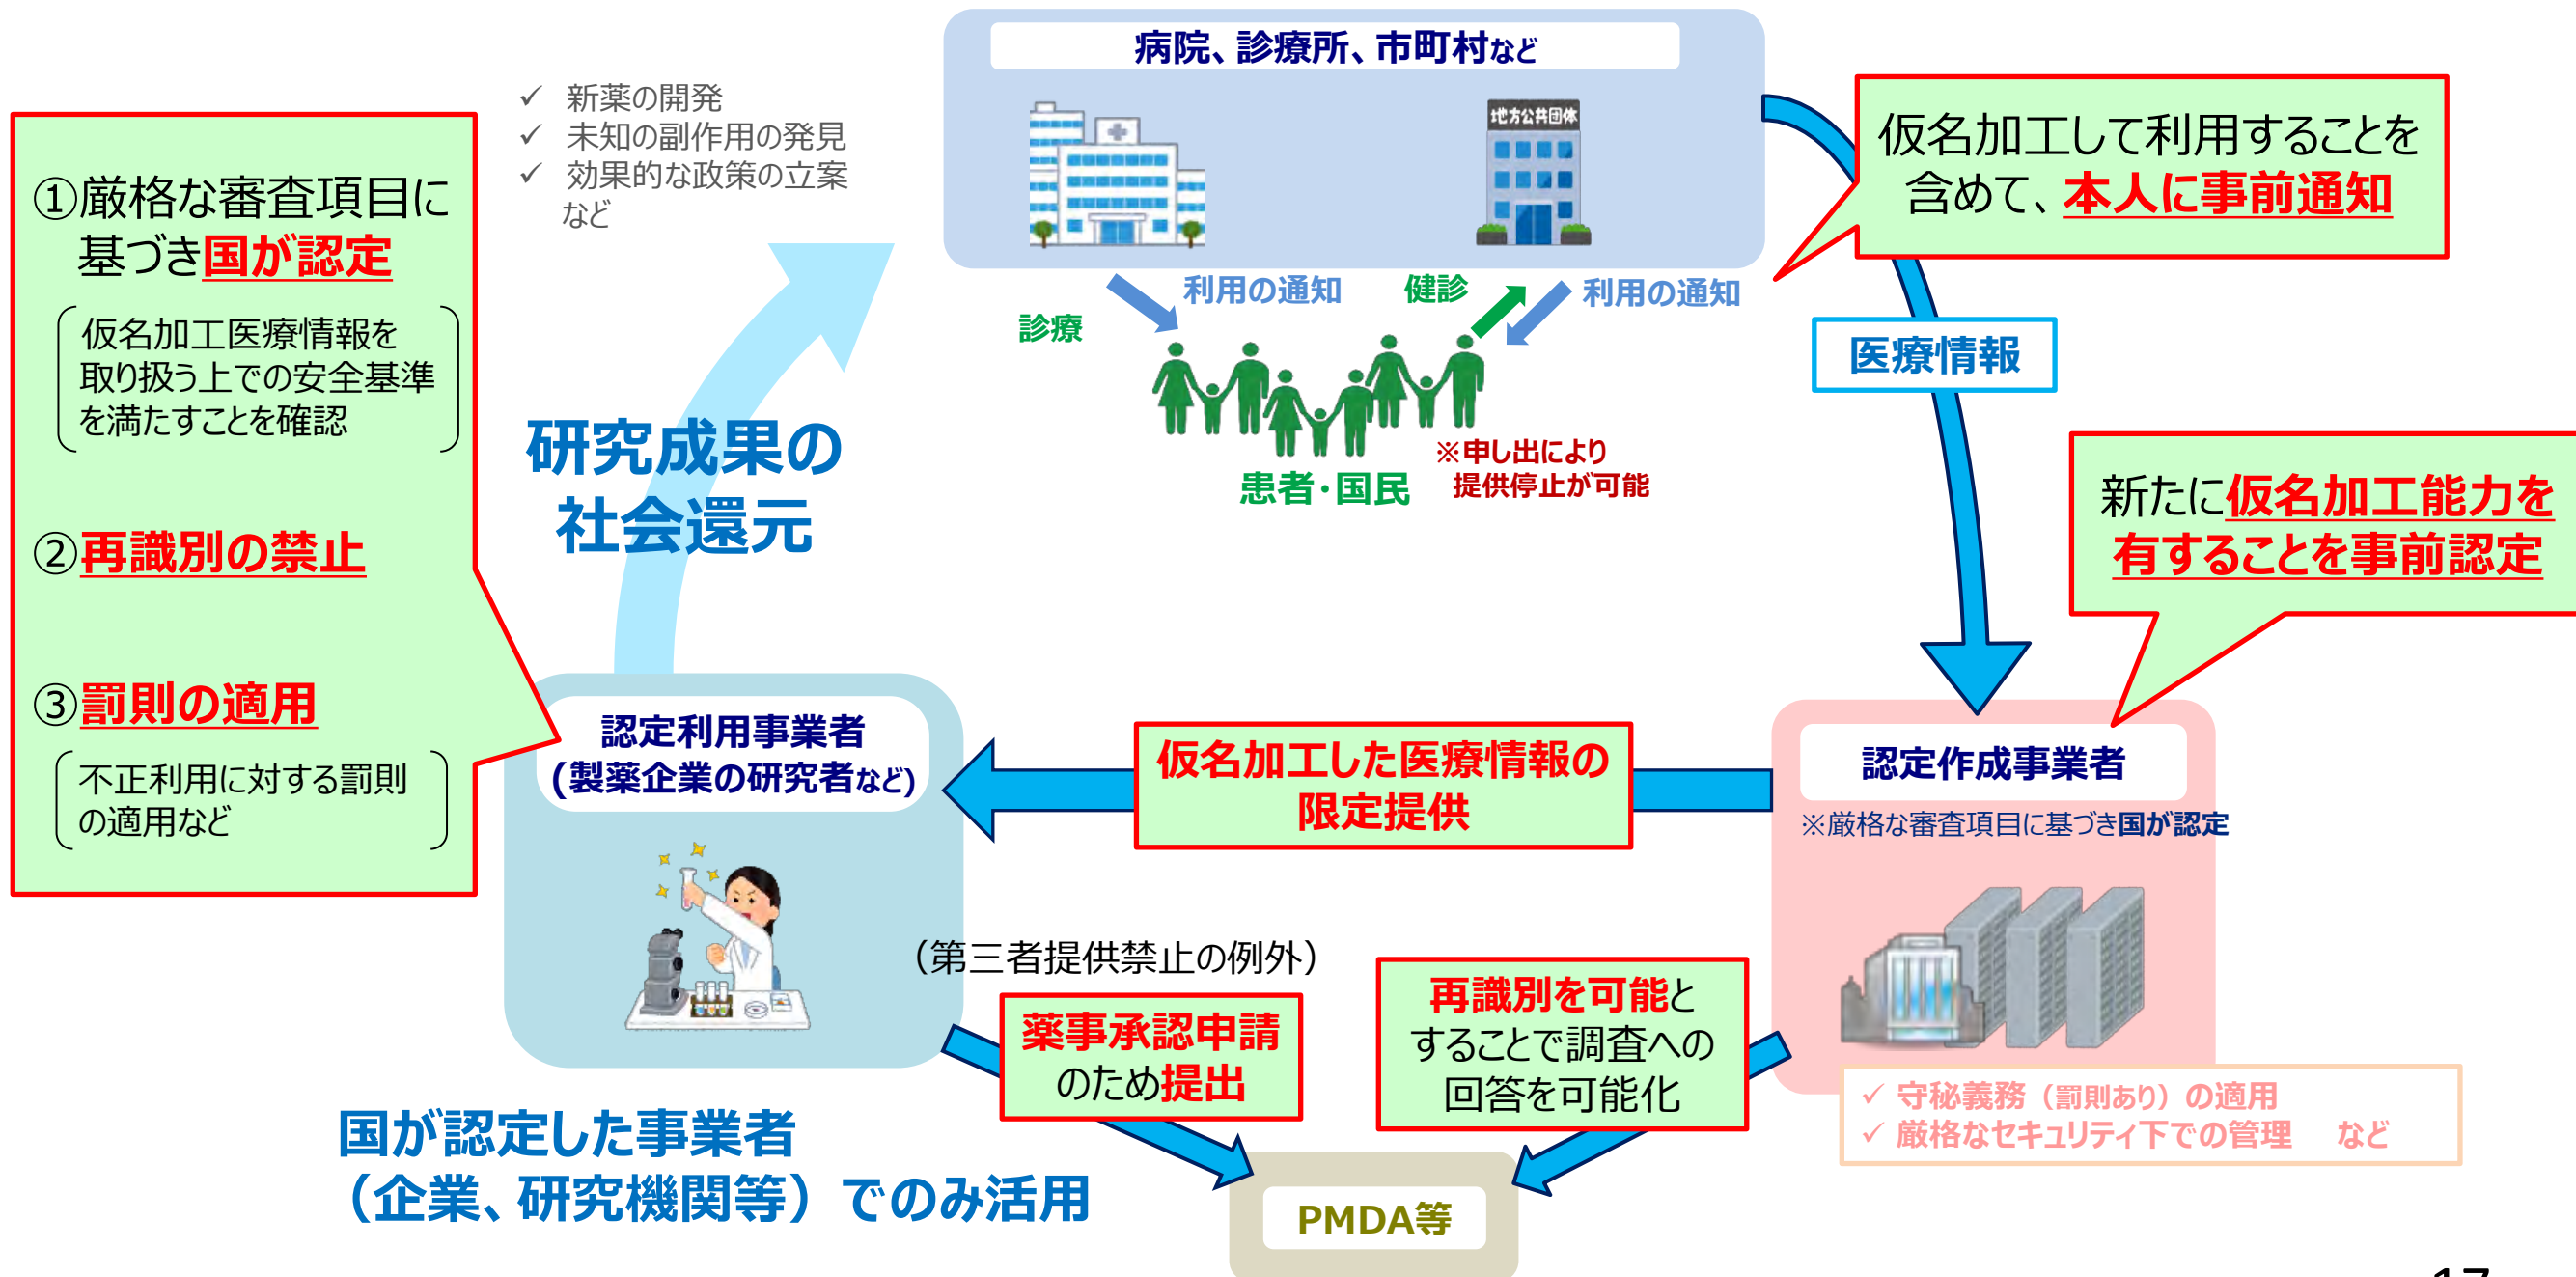 病院、診療所、市町村など
地方公共団体
✓ 新薬の開発
✓ 未知の副作用の発見
✓ 効果的な政策の立案
など
①厳格な審査項目に
基づき国が認定
仮名加工医療情報を
取り扱う上での安全基準
を満たすことを確認
②再識別の禁止
③罰則の適用
不正利用に対する罰則
の適用など
仮名加工して利用することを
含めて、本人に事前通知
利用の通知
健診
利用の通知
診療
患者・国民
※申し出により
提供停止が可能
医療情報
研究成果の
社会還元
新たに仮名加工能力を
有することを事前認定
認定利用事業者
(製薬企業の研究者など)
仮名加工した医療情報の
限定提供
認定作成事業者
※厳格な審査項目に基づき国が認定
(第三者提供禁止の例外)
薬事承認申請
のため提出
再識別を可能と
することで調査への
回答を可能化
✓ 守秘義務（罰則あり）の適用
✓ 厳格なセキュリティ下での管理 など
国が認定した事業者
（企業、研究機関等）でのみ活用
PMDA等
17